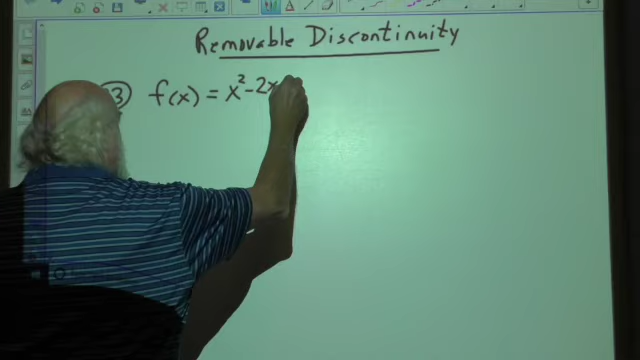 Removable Discontinuity
3 f(x) = x² - 2x